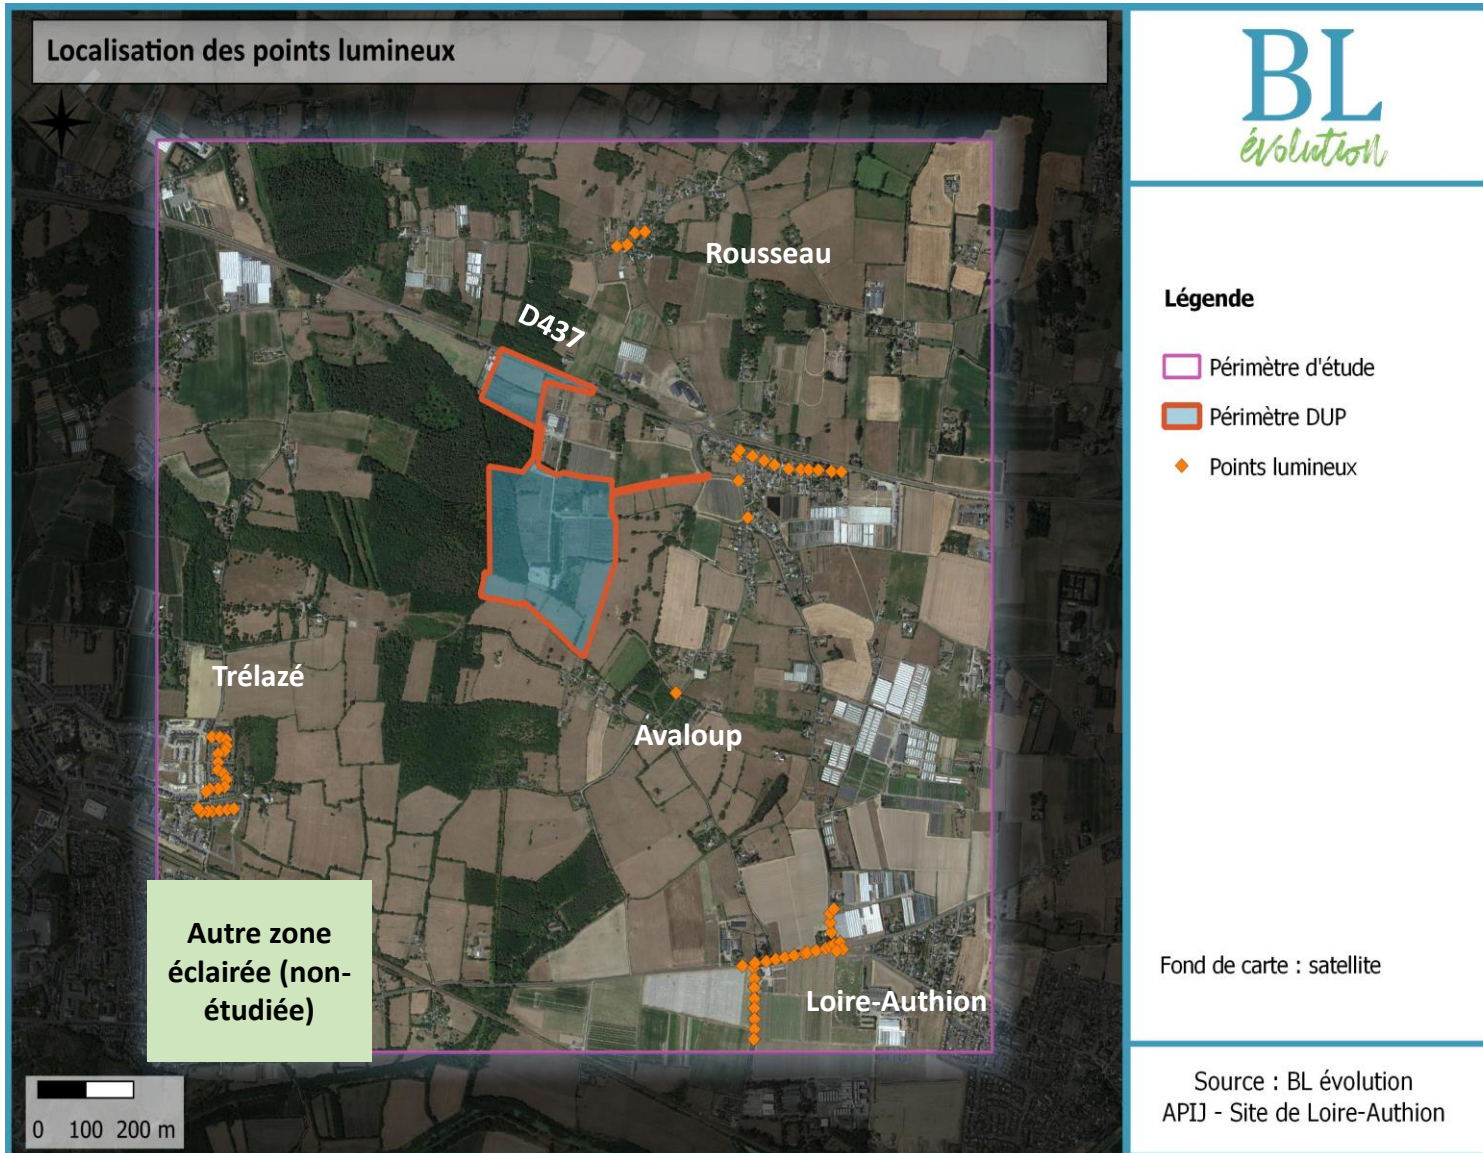 Localisation des points lumineux
BL
évolution
Rousseau
D437
Trélazé
Avaloup
Loire-Authion
Autre zone
éclairée (non-
étudiée)
0 100 200 m
Légende
Périmètre d'étude
Périmètre DUP
Points lumineux
Fond de carte : satellite
Source : BL évolution
APIJ - Site de Loire-Authion